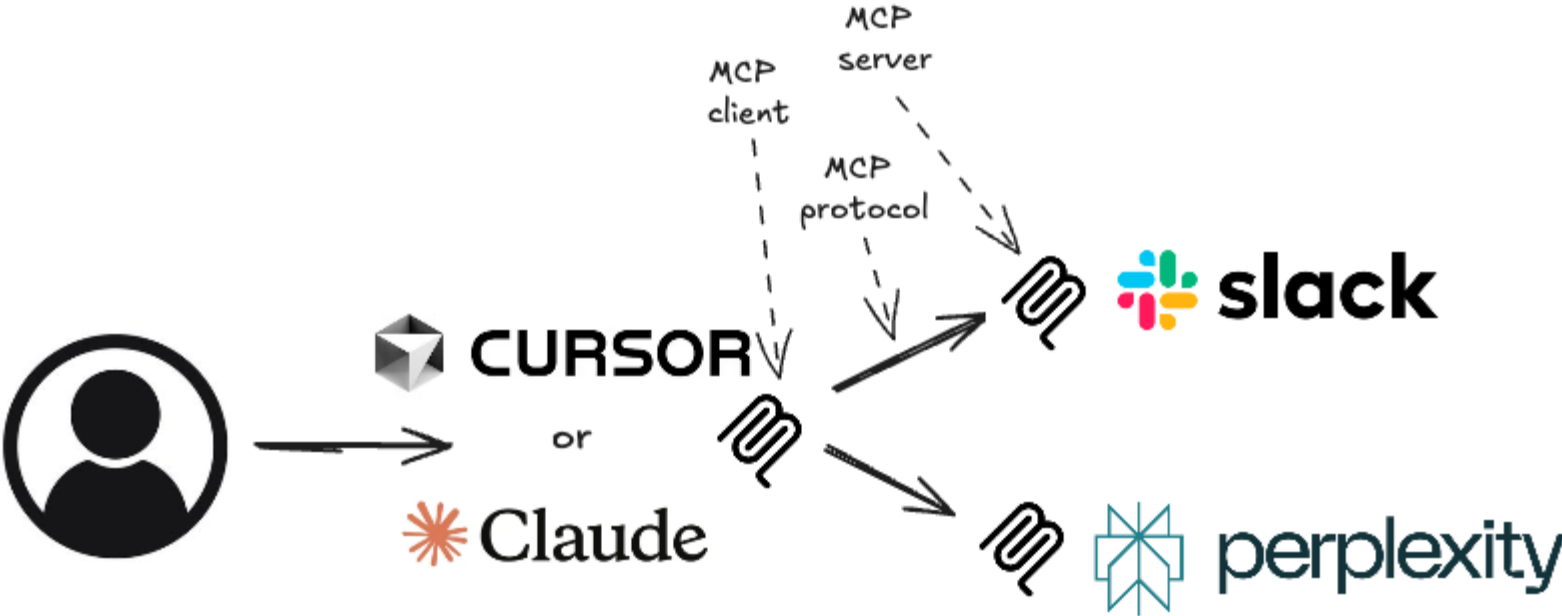 MCP
server
MCP
client
MCP
protocol
slack
CURSOR
or
Claude
perplexity